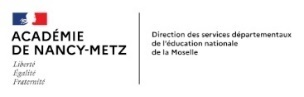 ACADÉMIE
DE NANCY-METZ
Liberté
Égalité
Fraternité
Direction des services départementaux
de l'éducation nationale
de la Moselle